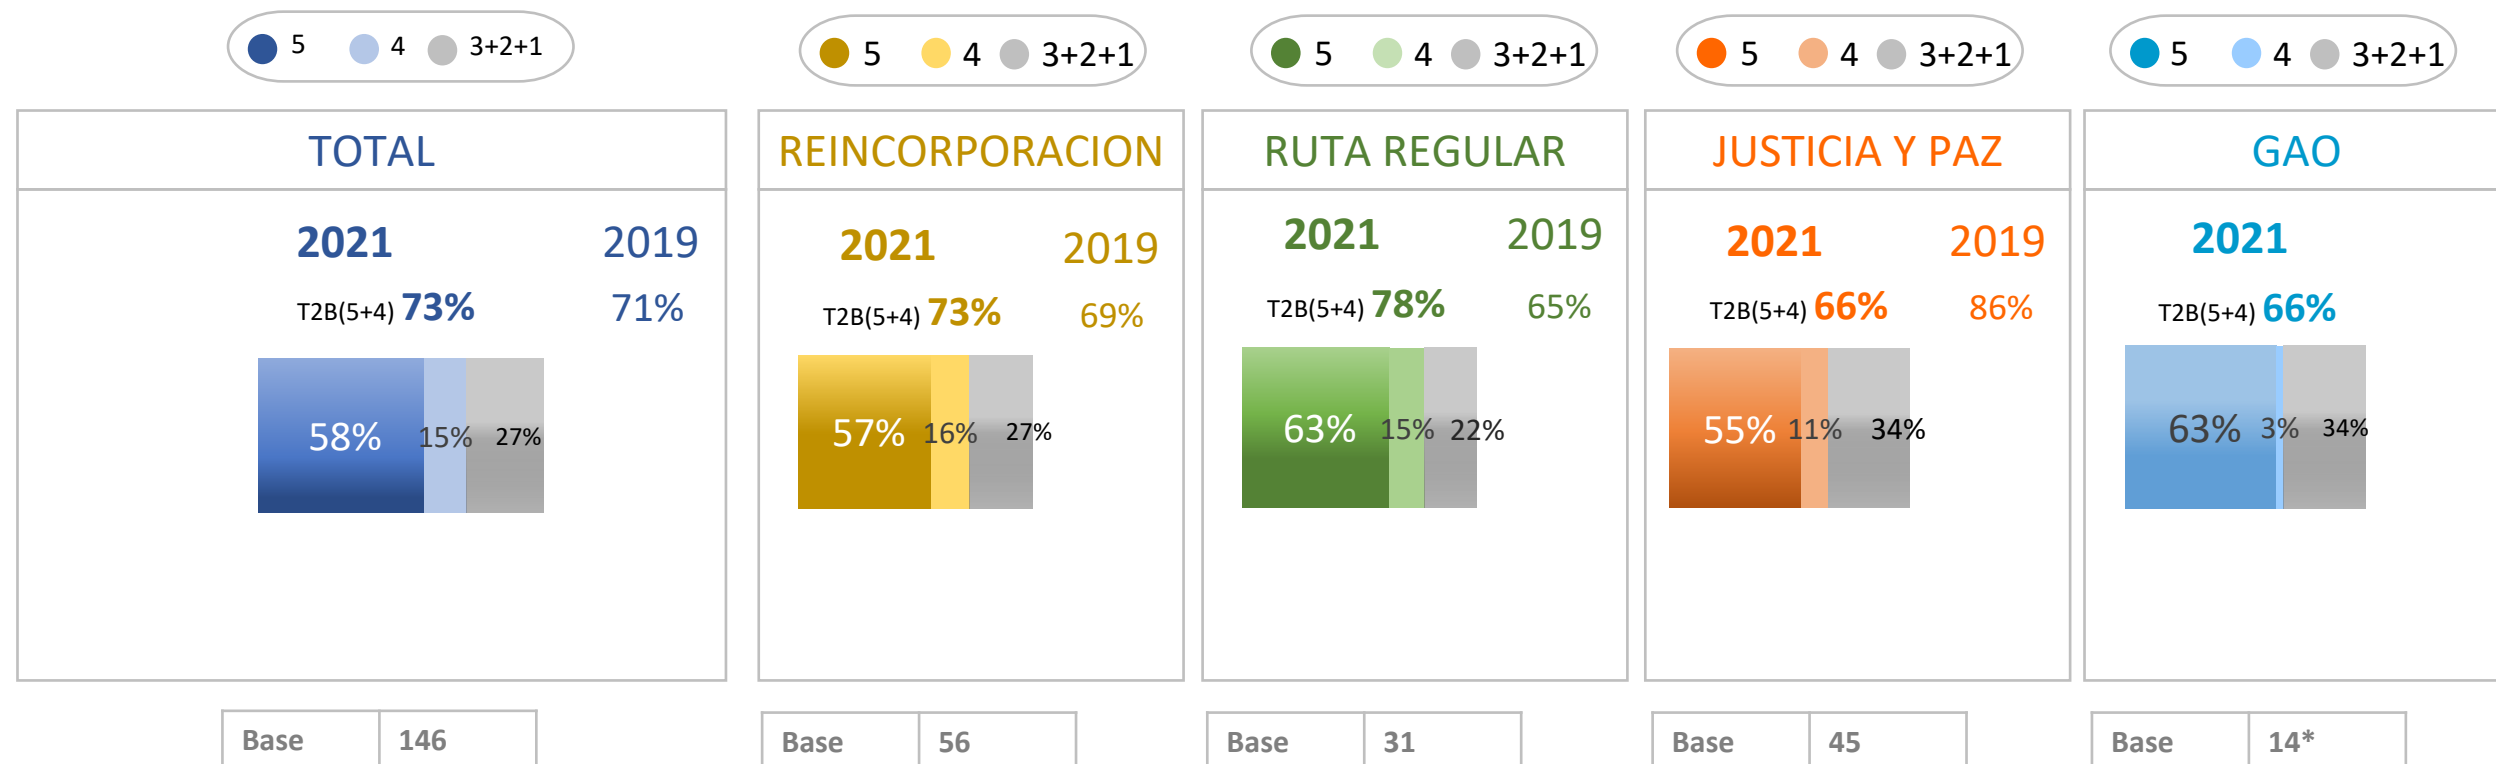 5 4 3+2+1
5 4 3+2+1
5 4 3+2+1
5 4 3+2+1
5 4 3+2+1
TOTAL
2021 2019
T2B(5+4) 73% 71%
58% 15% 27%
Base 146
REINCORPORACION
2021 2019
T2B(5+4) 73% 69%
57% 16% 27%
Base 56
RUTA REGULAR
2021 2019
T2B(5+4) 78% 65%
63% 15% 22%
Base 31
JUSTICIA Y PAZ
2021 2019
T2B(5+4) 66% 86%
55% 11% 34%
Base 45
GAO
2021
T2B(5+4) 66%
63% 3% 34%
Base 14*